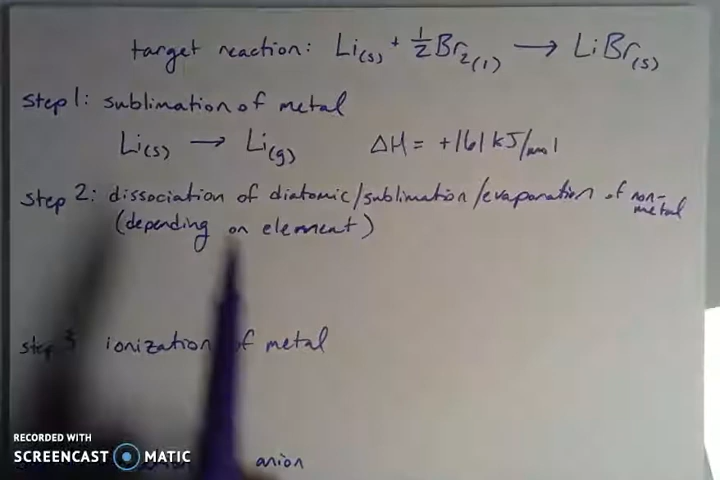 target reaction: Li(s) + 1/2 Br2(l) → LiBr(s)
step 1: sublimation of metal
Li(s) → Li(g) ΔH = +161 kJ/mol
step 2: dissociation of diatomic/sublimation/evaporation of non-metal
(depending on element)
step 3 ionization of metal
anion
RECORDED WITH
SCREENCAST MATIC